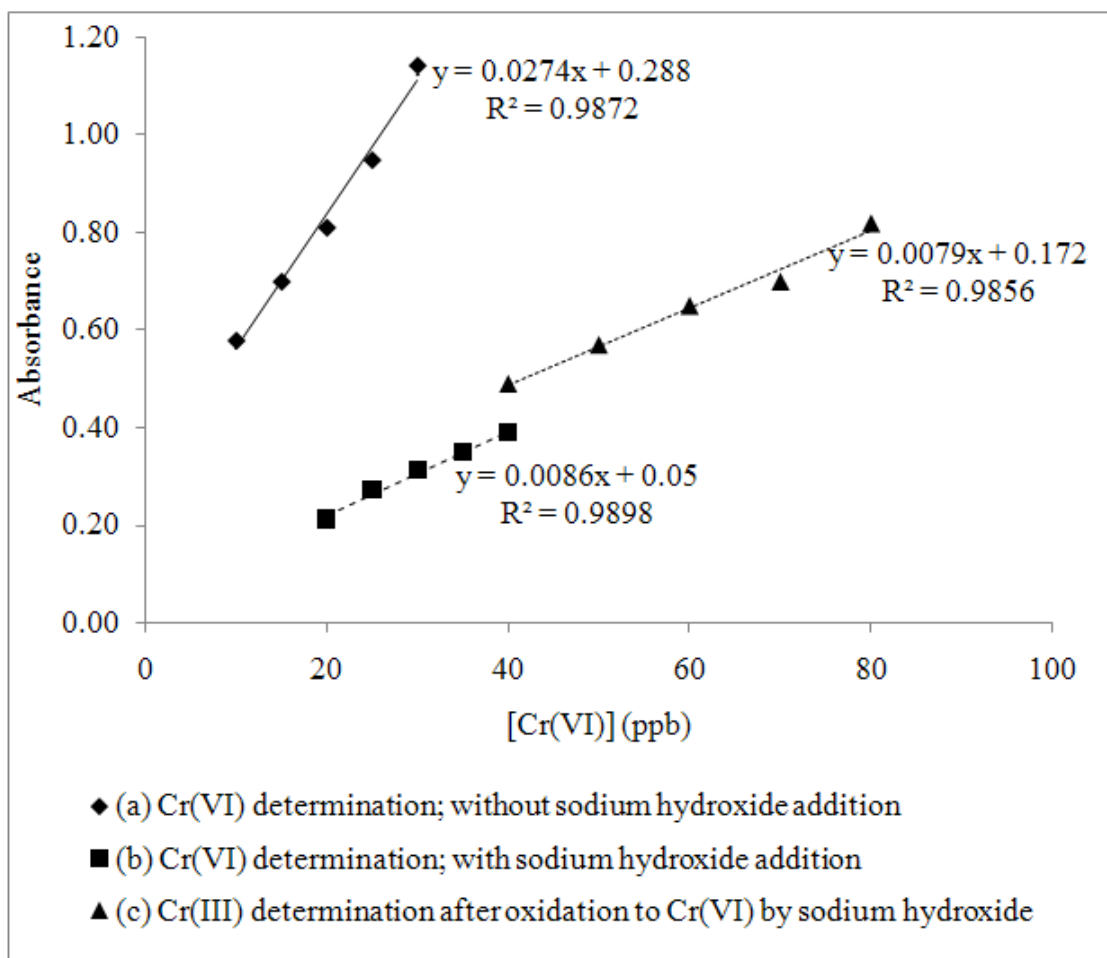 1.20
1.00
0.80
0.60
0.40
0.20
0.00
Absorbance
y = 0.0274x + 0.288
R² = 0.9872
y = 0.0079x + 0.172
R² = 0.9856
y = 0.0086x + 0.05
R² = 0.9898
0 20 40 60 80 100
[Cr(VI)] (ppb)
(a) Cr(VI) determination; without sodium hydroxide addition
(b) Cr(VI) determination; with sodium hydroxide addition
(c) Cr(III) determination after oxidation to Cr(VI) by sodium hydroxide